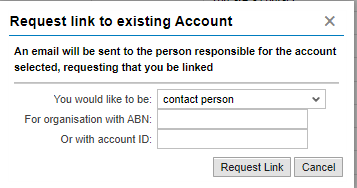 Request link to existing Account
An email will be sent to the person responsible for the account
selected, requesting that you be linked
You would like to be: contact person
For organisation with ABN:
Or with account ID:
Request Link Cancel